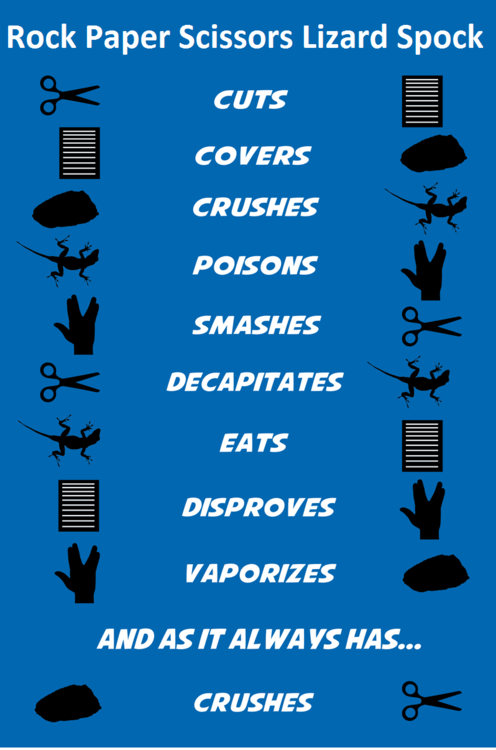 Rock Paper Scissors Lizard Spock
CUTS
COVERS
CRUSHES
POISONS
SMASHES
DECAPITATES
EATS
DISPROVES
VAPORIZES
AND AS IT ALWAYS HAS...
CRUSHES